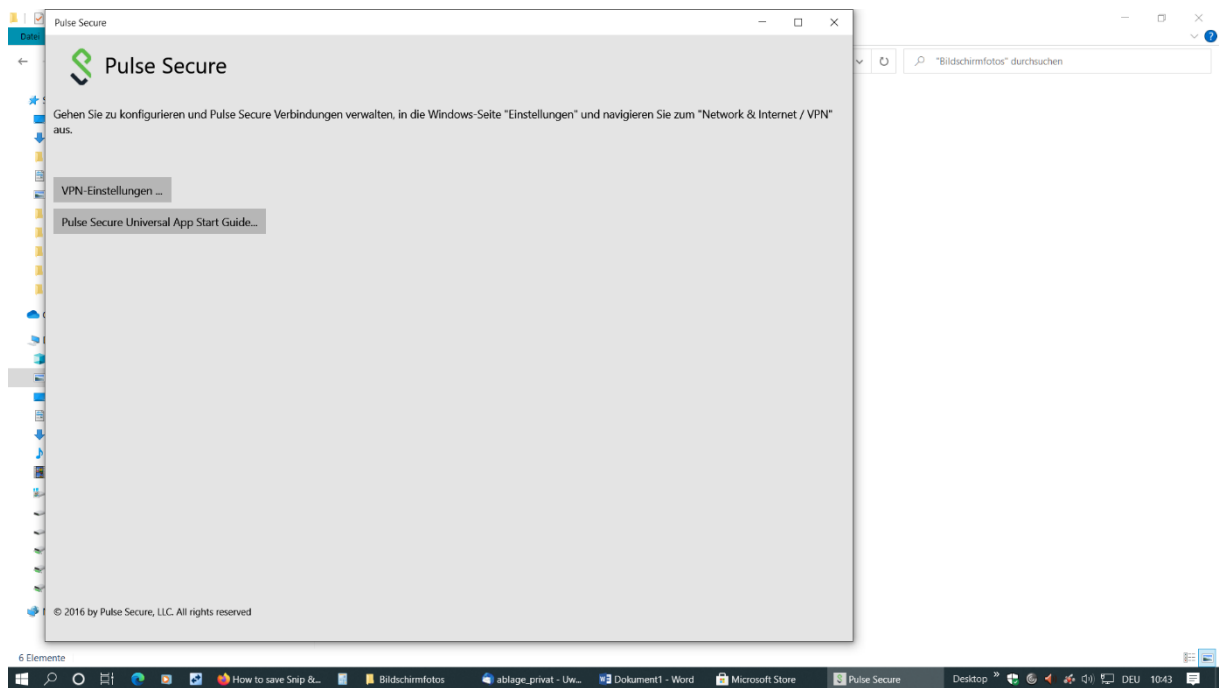 Pulse Secure
Datei
Pulse Secure
"Bildschirmfotos" durchsuchen
Gehen Sie zu konfigurieren und Pulse Secure Verbindungen verwalten, in die Windows-Seite "Einstellungen" und navigieren Sie zum "Network & Internet / VPN"
aus.
VPN-Einstellungen ...
Pulse Secure Universal App Start Guide...
© 2016 by Pulse Secure, LLC. All rights reserved
6 Elemente
How to save Snip &... Bildschirmfotos ablage_privat - Uw... Dokument1 - Word Microsoft Store Pulse Secure Desktop DEU 10:43